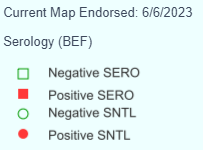 Current Map Endorsed: 6/6/2023
Serology (BEF)
Negative SERO
Positive SERO
Negative SNTL
Positive SNTL